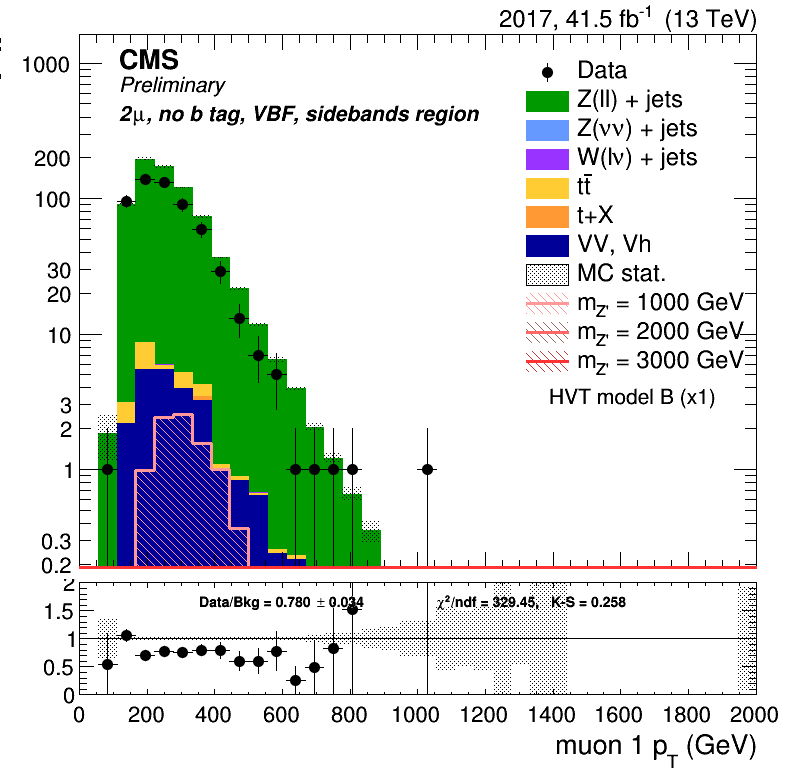 2017, 41.5 fb⁻¹ (13 TeV)
CMS
Preliminary
2μ, no b tag, VBF, sidebands region
Data
Z(ll) + jets
Z(νν) + jets
W(lν) + jets
tt̄
t+X
VV, Vh
MC stat.
m_Z' = 1000 GeV
m_Z' = 2000 GeV
m_Z' = 3000 GeV
HVT model B (x1)
1000
200
100
30
20
10
3
2
1
0.3
0.2
Data/Bkg = 0.780 ± 0.034
χ²/ndf = 329.45, K-S = 0.258
2
1.5
1
0.5
0
0 200 400 600 800 1000 1200 1400 1600 1800 2000
muon 1 p_T (GeV)